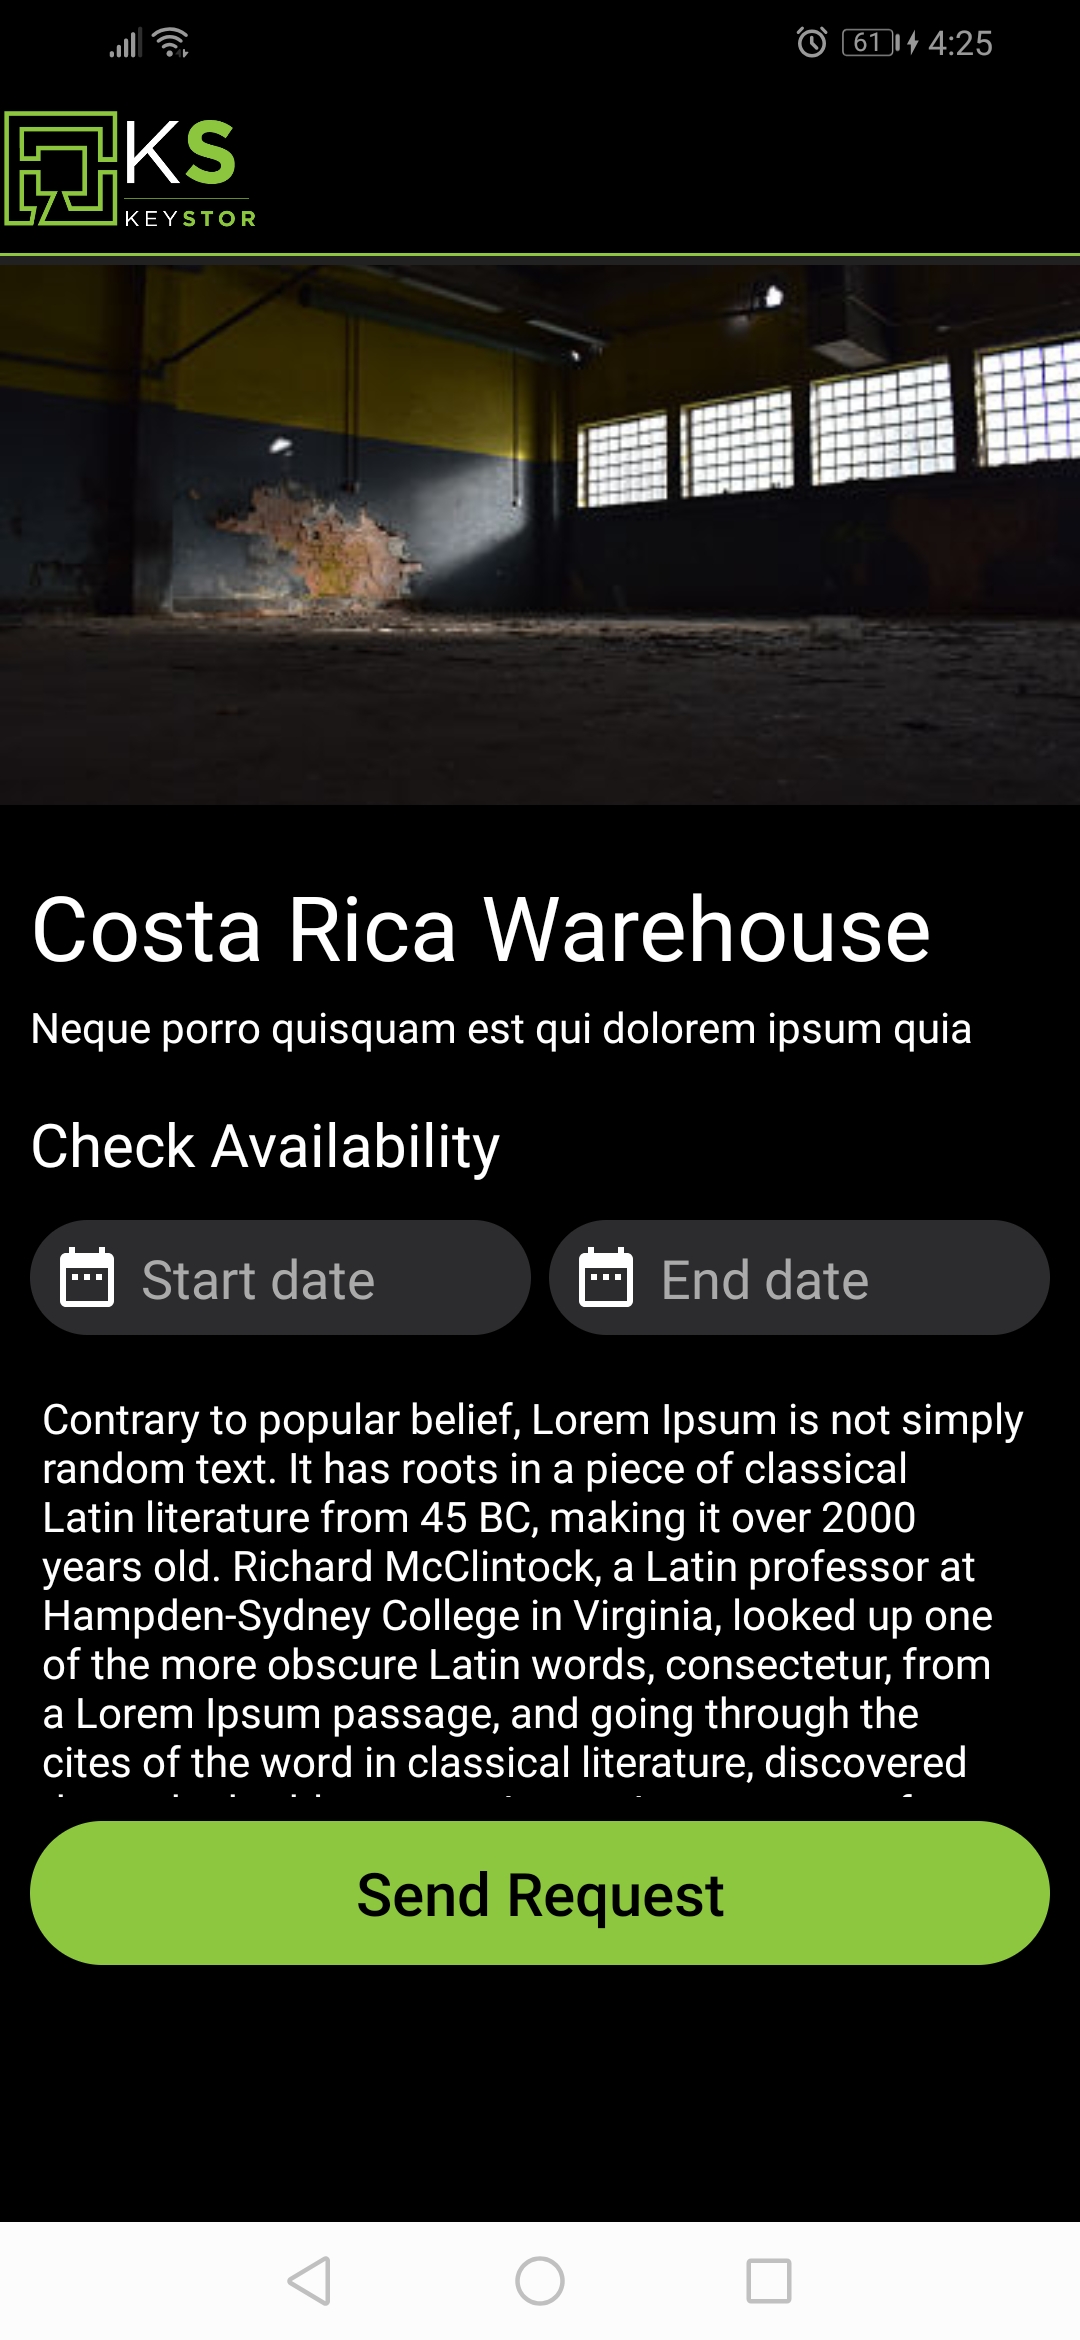 61 4:25
KS
KEYSTOR
Costa Rica Warehouse
Neque porro quisquam est qui dolorem ipsum quia
Check Availability
Start date End date
Contrary to popular belief, Lorem Ipsum is not simply
random text. It has roots in a piece of classical
Latin literature from 45 BC, making it over 2000
years old. Richard McClintock, a Latin professor at
Hampden-Sydney College in Virginia, looked up one
of the more obscure Latin words, consectetur, from
a Lorem Ipsum passage, and going through the
cites of the word in classical literature, discovered
Send Request